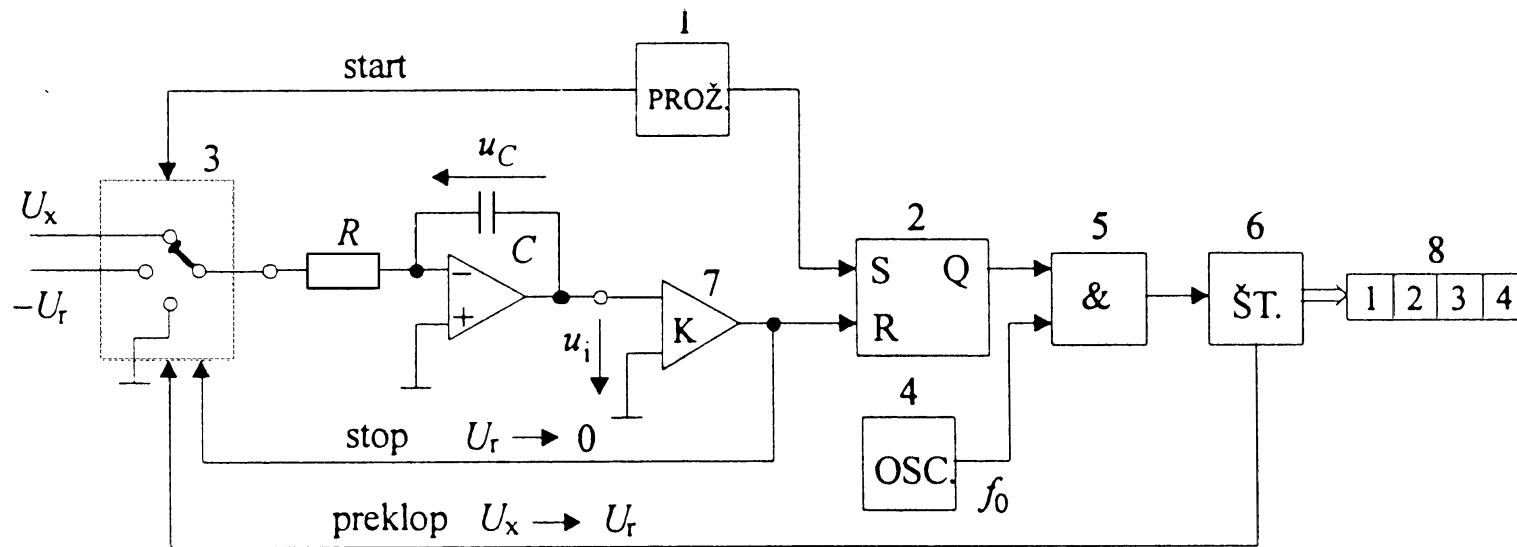 1
start
PROŽ.
3
u_C
U_x
R
C
2
5
6
8
7
S Q
R
&
ŠT.
1 2 3 4
−
+
K
−U_r
u_i
4
stop U_r → 0
OSC.
f_0
preklop U_x → U_r